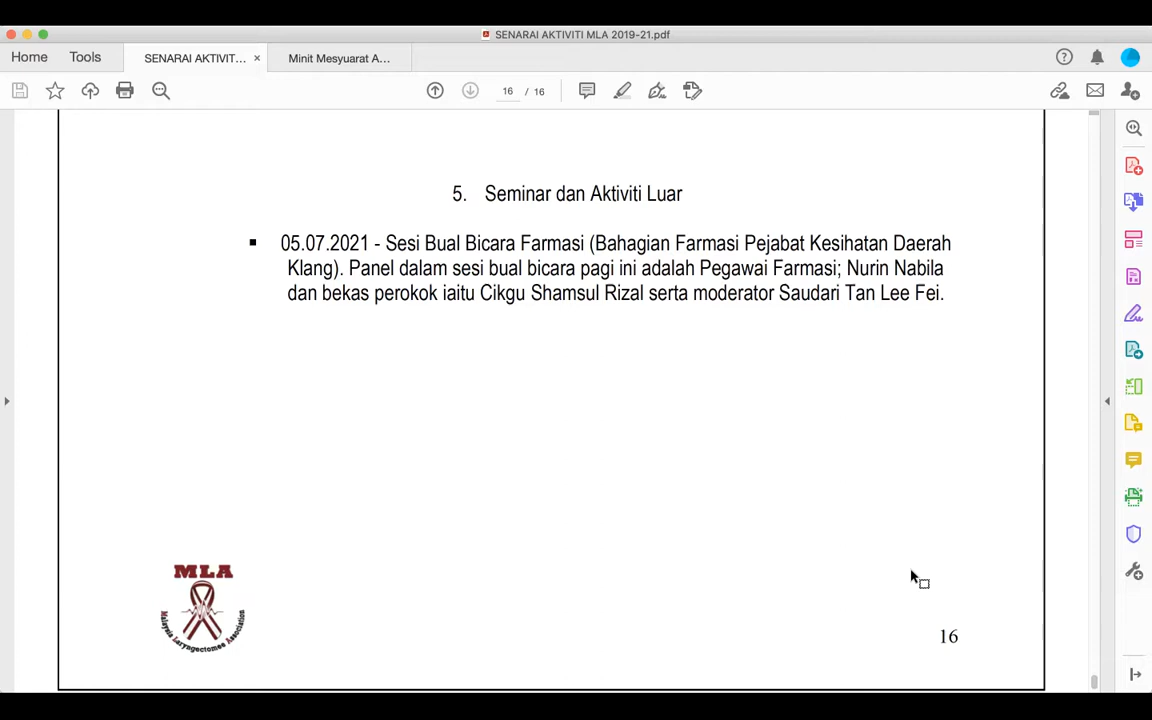 SENARAI AKTIVITI MLA 2019-21.pdf
Home Tools SENARAI AKTIVIT... × Minit Mesyuarat A...
16 / 16
5. Seminar dan Aktiviti Luar
▪ 05.07.2021 - Sesi Bual Bicara Farmasi (Bahagian Farmasi Pejabat Kesihatan Daerah
Klang). Panel dalam sesi bual bicara pagi ini adalah Pegawai Farmasi; Nurin Nabila
dan bekas perokok iaitu Cikgu Shamsul Rizal serta moderator Saudari Tan Lee Fei.
MLA
Malaysia Laryngectomee Association
16